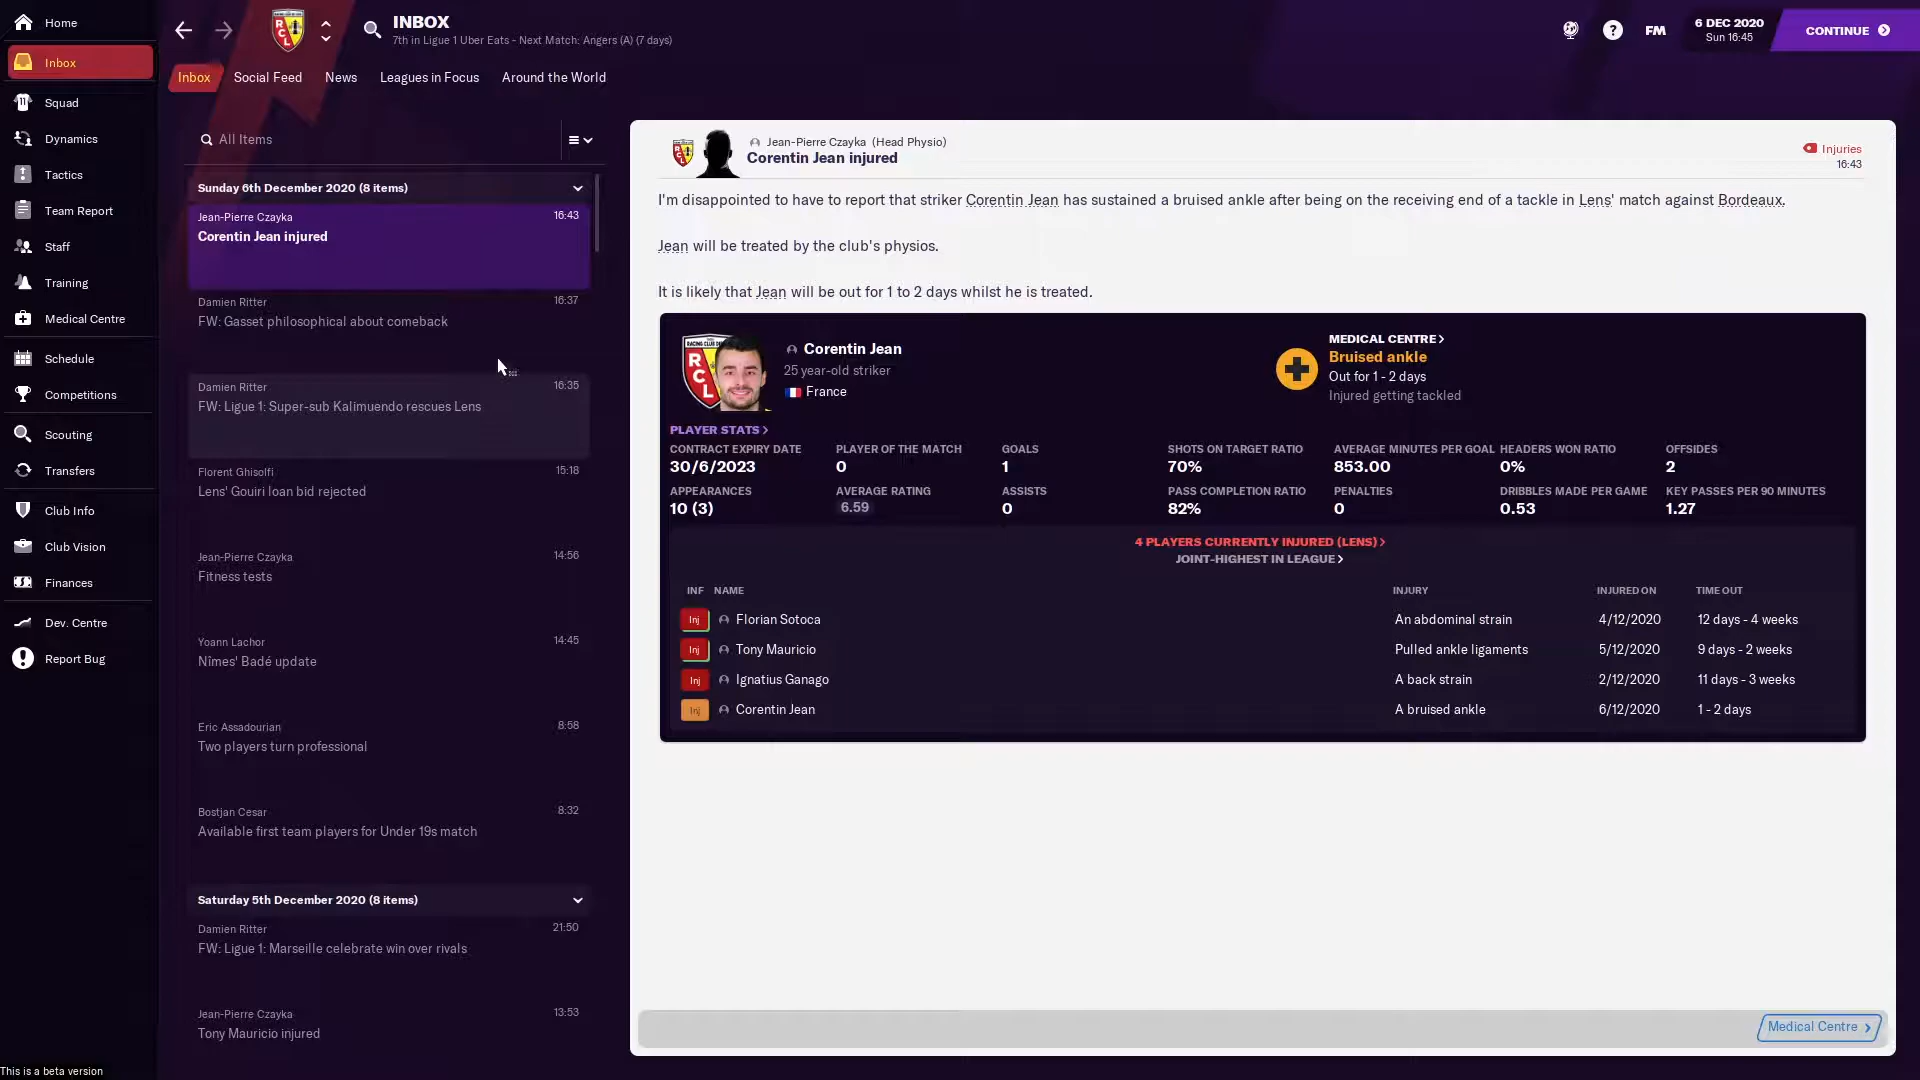 Home
Inbox
Squad
Dynamics
Tactics
Team Report
Staff
Training
Medical Centre
Schedule
Competitions
Scouting
Transfers
Club Info
Club Vision
Finances
Dev. Centre
Report Bug
This is a beta version
INBOX
7th in Ligue 1 Uber Eats - Next Match: Angers (A) (7 days)
FM
6 DEC 2020
Sun 16:45
CONTINUE
Inbox Social Feed News Leagues in Focus Around the World
All Items
Sunday 6th December 2020 (8 items)
Jean-Pierre Czayka 16:43
Corentin Jean injured
Damien Ritter 16:37
FW: Gasset philosophical about comeback
Damien Ritter 16:35
FW: Ligue 1: Super-sub Kalimuendo rescues Lens
Florent Ghisolfi 15:18
Lens' Gouiri loan bid rejected
Jean-Pierre Czayka 14:56
Fitness tests
Yoann Lachor 14:45
Nîmes' Badé update
Eric Assadourian 8:58
Two players turn professional
Bostjan Cesar 8:32
Available first team players for Under 19s match
Saturday 5th December 2020 (8 items)
Damien Ritter 21:50
FW: Ligue 1: Marseille celebrate win over rivals
Jean-Pierre Czayka 13:53
Tony Mauricio injured
Jean-Pierre Czayka (Head Physio)
Corentin Jean injured
Injuries
16:43
I'm disappointed to have to report that striker Corentin Jean has sustained a bruised ankle after being on the receiving end of a tackle in Lens' match against Bordeaux.
Jean will be treated by the club's physios.
It is likely that Jean will be out for 1 to 2 days whilst he is treated.
Corentin Jean
25 year-old striker
France
MEDICAL CENTRE >
Bruised ankle
Out for 1 - 2 days
Injured getting tackled
PLAYER STATS >
CONTRACT EXPIRY DATE PLAYER OF THE MATCH GOALS SHOTS ON TARGET RATIO AVERAGE MINUTES PER GOAL HEADERS WON RATIO OFFSIDES
30/6/2023 0 1 70% 853.00 0% 2
APPEARANCES AVERAGE RATING ASSISTS PASS COMPLETION RATIO PENALTIES DRIBBLES MADE PER GAME KEY PASSES PER 90 MINUTES
10 (3) 6.59 0 82% 0 0.53 1.27
4 PLAYERS CURRENTLY INJURED (LENS) >
JOINT-HIGHEST IN LEAGUE >
INF NAME INJURY INJURED ON TIME OUT
Inj Florian Sotoca An abdominal strain 4/12/2020 12 days - 4 weeks
Inj Tony Mauricio Pulled ankle ligaments 5/12/2020 9 days - 2 weeks
Inj Ignatius Ganago A back strain 2/12/2020 11 days - 3 weeks
Inj Corentin Jean A bruised ankle 6/12/2020 1 - 2 days
Medical Centre >